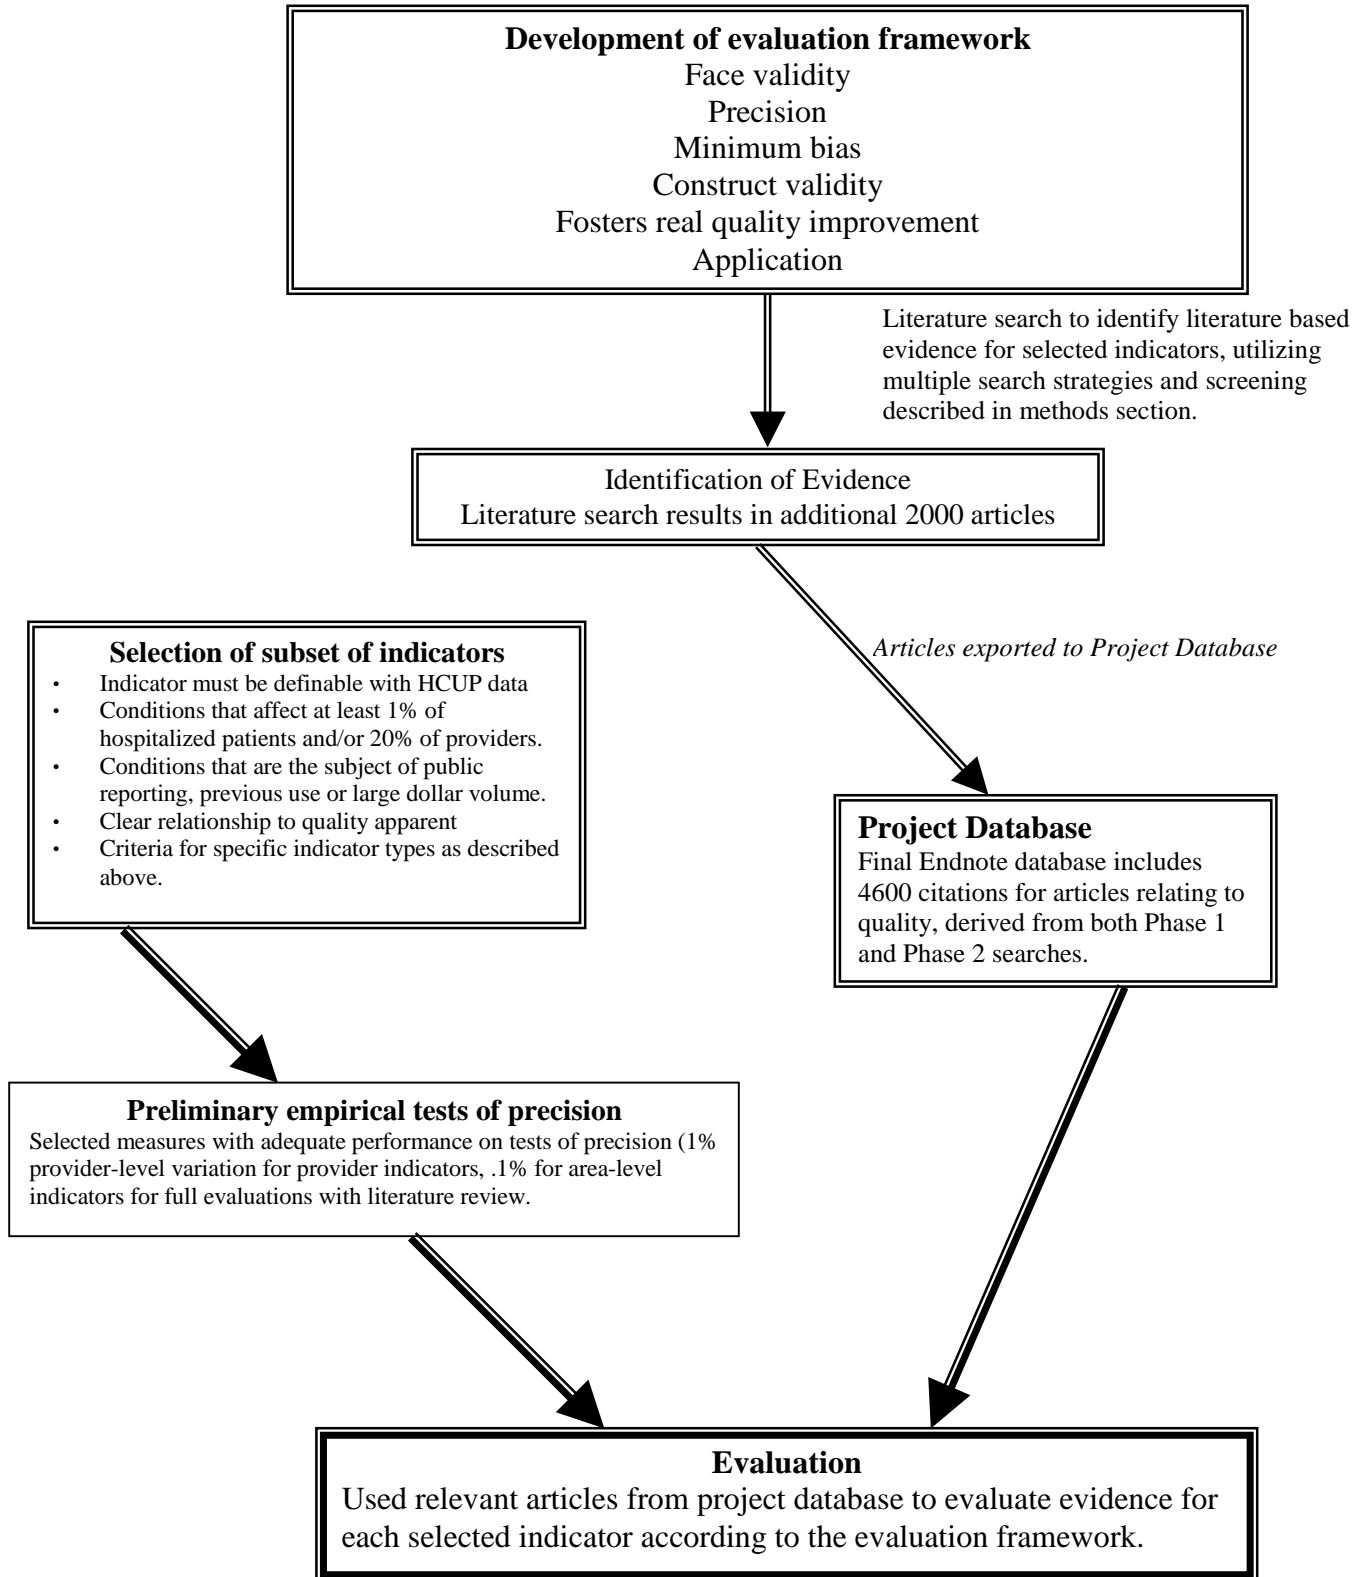 Development of evaluation framework
Face validity
Precision
Minimum bias
Construct validity
Fosters real quality improvement
Application
Literature search to identify literature based
evidence for selected indicators, utilizing
multiple search strategies and screening
described in methods section.
Identification of Evidence
Literature search results in additional 2000 articles
Articles exported to Project Database
Selection of subset of indicators
• Indicator must be definable with HCUP data
• Conditions that affect at least 1% of
hospitalized patients and/or 20% of providers.
• Conditions that are the subject of public
reporting, previous use or large dollar volume.
• Clear relationship to quality apparent
• Criteria for specific indicator types as described
above.
Project Database
Final Endnote database includes
4600 citations for articles relating to
quality, derived from both Phase 1
and Phase 2 searches.
Preliminary empirical tests of precision
Selected measures with adequate performance on tests of precision (1%
provider-level variation for provider indicators, .1% for area-level
indicators for full evaluations with literature review.
Evaluation
Used relevant articles from project database to evaluate evidence for
each selected indicator according to the evaluation framework.